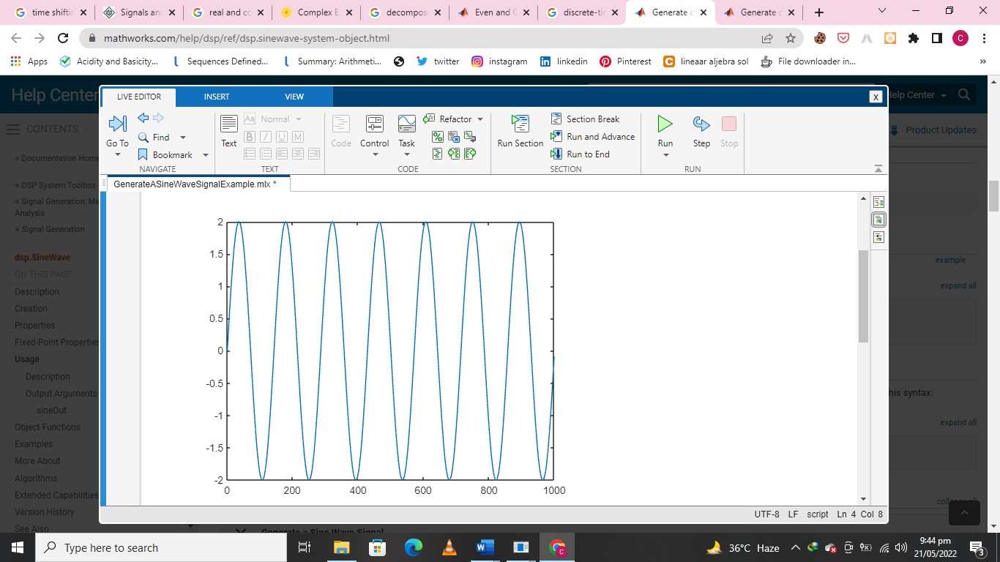 time shiftin
Signals and
real and co
Complex E
decompos
Even and O
discrete-tir
Generate c
Generate c
mathworks.com/help/dsp/ref/dsp.sinewave-system-object.html
C
Apps
Acidity and Basicity...
Sequences Defined...
Summary: Arithmeti...
twitter
instagram
linkedin
Pinterest
lineaar aljebra sol
File downloader in...
»
Help Center
LIVE EDITOR
INSERT
VIEW
X
Help Center
CONTENTS
Product Updates
Go To
Find
Bookmark
NAVIGATE
Text
Aa Normal
B I U M
TEXT
Code
Control
Task
Refactor
CODE
Run Section
Section Break
Run and Advance
Run to End
SECTION
Run
Step
Stop
RUN
GenerateASineWaveSignalExample.mlx *
« Documentation Home
« DSP System Toolbox
« Signal Generation, Ma
Analysis
« Signal Generation
dsp.SineWave
ON THIS PAGE
Description
Creation
Properties
Fixed-Point Properties
Usage
Description
Output Arguments
sineOut
Object Functions
Examples
More About
Algorithms
Extended Capabilities
Version History
See Also
2
1.5
1
0.5
0
-0.5
-1
-1.5
-2
0
200
400
600
800
1000
example
expand all
his syntax:
expand all
collapse all
UTF-8 LF script Ln 4 Col 8
Generate a Sine Wave Signal
Type here to search
36°C Haze
9:44 pm
21/05/2022
3